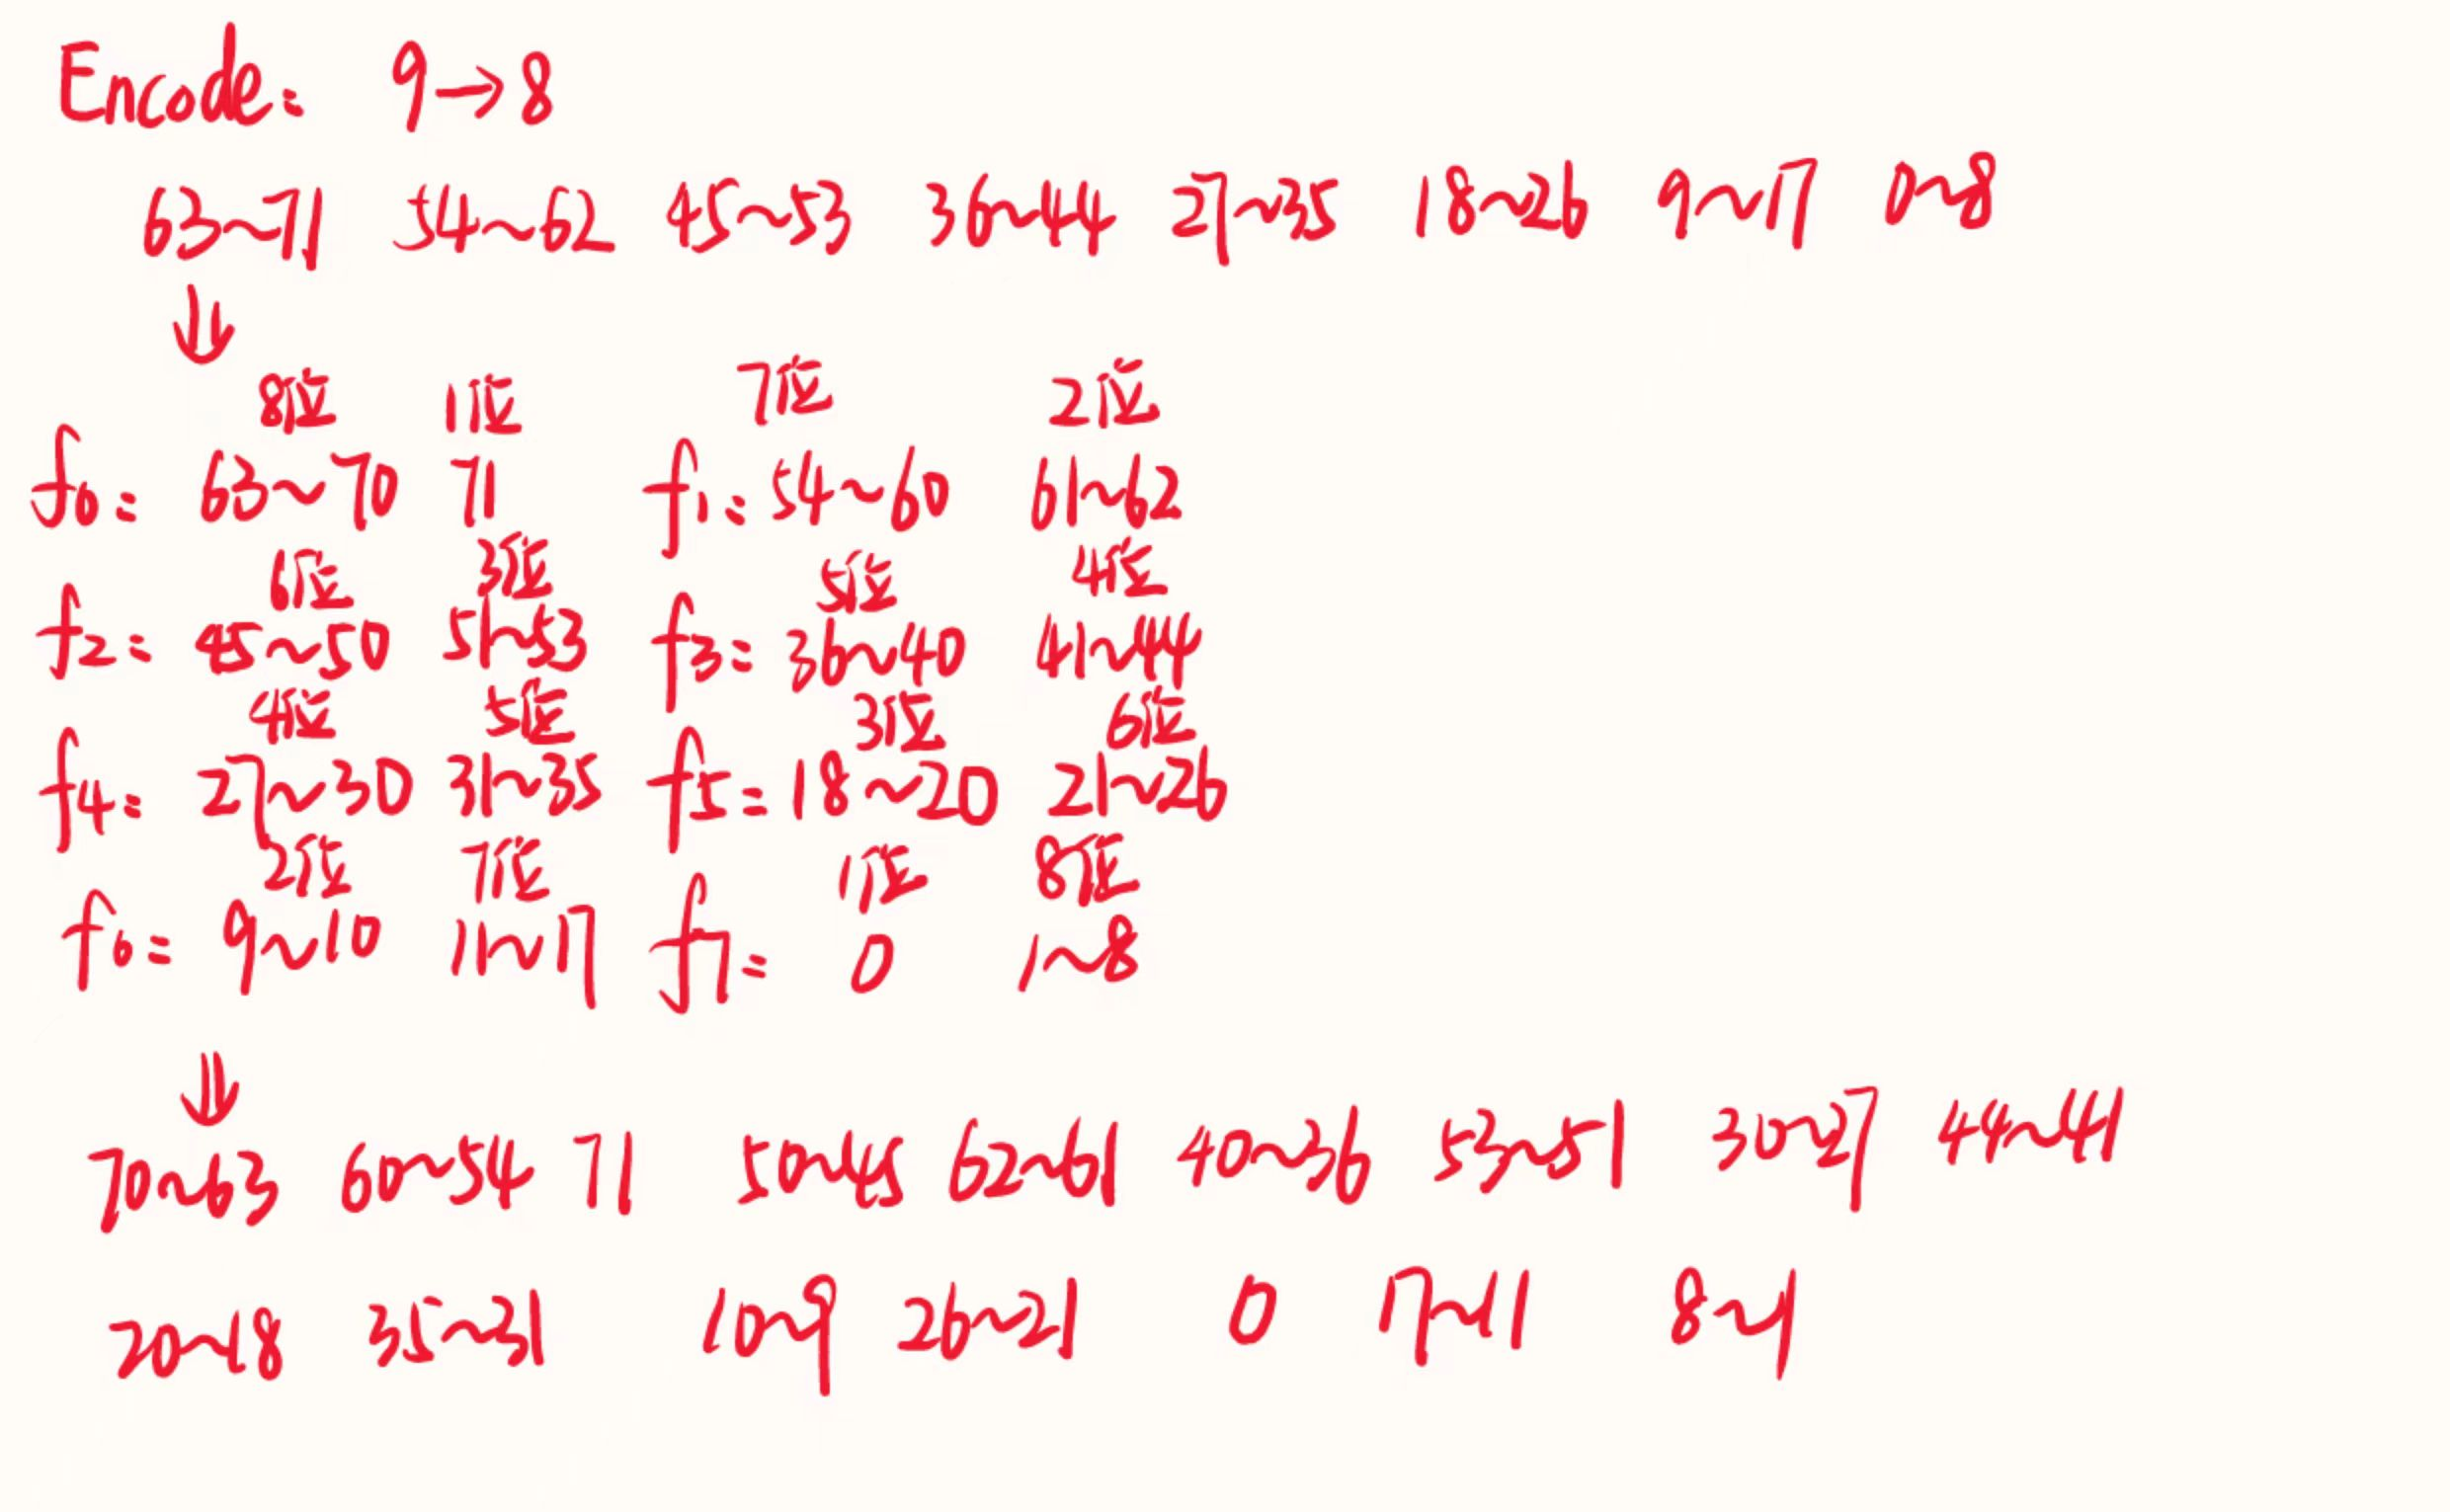 Encode: 9→8
63~71 54~62 45~53 36~44 27~35 18~26 9~17 0~8
⇓
8位 1位 7位 2位
f0: 63~70 71 f1: 54~60 61~62
6位 3位 5位 4位
f2: 45~50 51~53 f3: 36~40 41~44
4位 5位 3位 6位
f4: 27~30 31~35 f5: 18~20 21~26
2位 7位 1位 8位
f6: 9~10 11~17 f7: 0 1~8
⇓
70~63 60~54 71 50~45 62~61 40~36 53~51 30~27 44~41
20~18 35~31 10~9 26~21 0 17~11 8~1